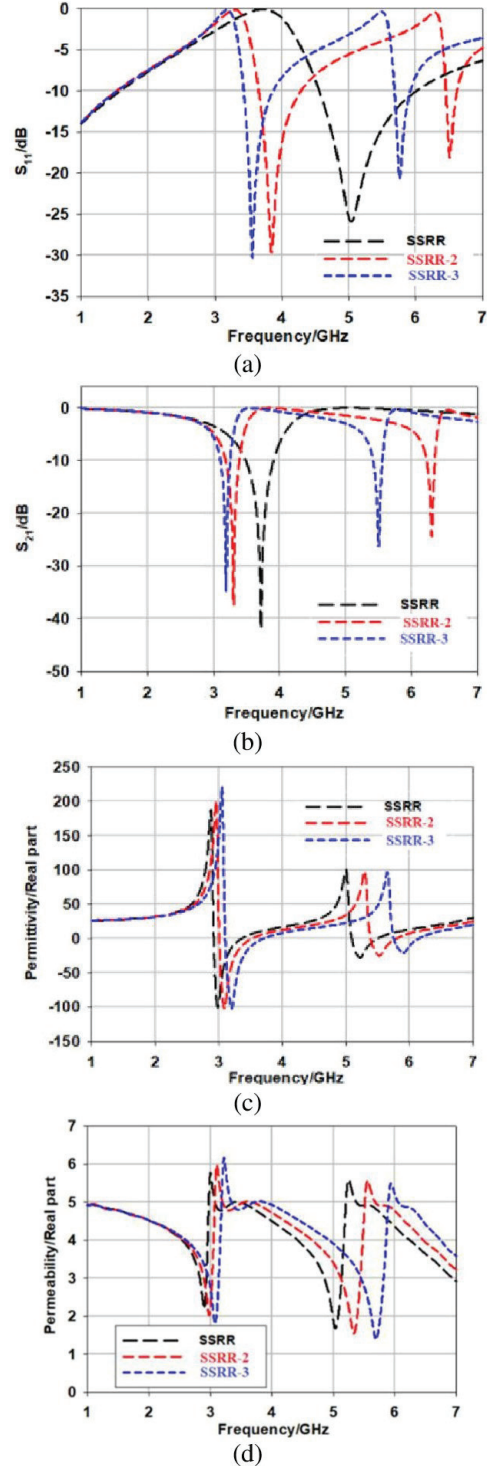 0
-5
-10
-15
-20
-25
-30
-35
S11/dB
SSRR
SSRR-2
SSRR-3
1 2 3 4 5 6 7
Frequency/GHz
(a)
0
-10
-20
-30
-40
-50
S21/dB
SSRR
SSRR-2
SSRR-3
1 2 3 4 5 6 7
Frequency/GHz
(b)
250
200
150
100
50
0
-50
-100
-150
Permittivity/Real part
SSRR
SSRR-2
SSRR-3
1 2 3 4 5 6 7
Frequency/GHz
(c)
7
6
5
4
3
2
1
0
Permeability/Real part
SSRR
SSRR-2
SSRR-3
1 2 3 4 5 6 7
Frequency/GHz
(d)